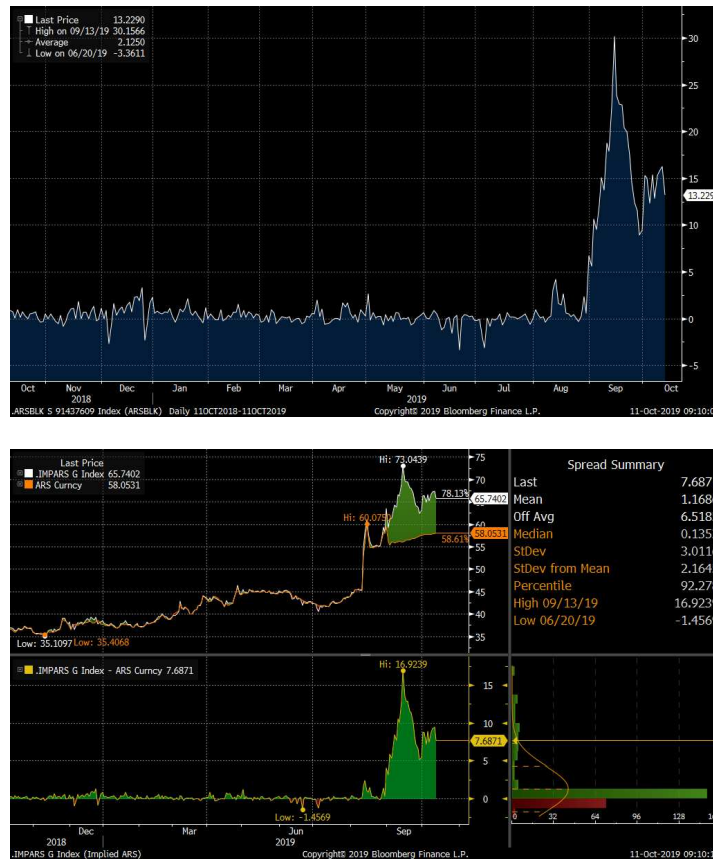 Last Price 13.2290
High on 09/13/19 30.1566
Average 2.1250
Low on 06/20/19 -3.3611
30
25
20
15
13.229
10
5
0
-5
Oct Nov Dec Jan Feb Mar Apr May Jun Jul Aug Sep Oct
2018 2019
.ARSBLK S 91437609 Index (ARSBLK) Daily 11OCT2018-11OCT2019 Copyright© 2019 Bloomberg Finance L.P. 11-Oct-2019 09:10:0
Last Price
.IMPARS G Index 65.7402
ARS Curncy 58.0531
Hi: 73.0439
75
70
78.13%
65.7402
Hi: 60.0750
60
58.0531
58.61%
55
50
45
40
35
Low: 35.1097 Low: 35.4068
Spread Summary
Last 7.687
Mean 1.168
Off Avg 6.518
Median 0.135
StDev 3.011
StDev from Mean 2.164
Percentile 92.278
High 09/13/19 16.923
Low 06/20/19 -1.456
.IMPARS G Index - ARS Curncy 7.6871
Hi: 16.9239
15
10
7.6871
5
0
Low: -1.4569
0 32 64 96 128 16
Dec Mar Jun Sep
2018 2019
.IMPARS G Index (Implied ARS) Copyright© 2019 Bloomberg Finance L.P. 11-Oct-2019 09:10:1